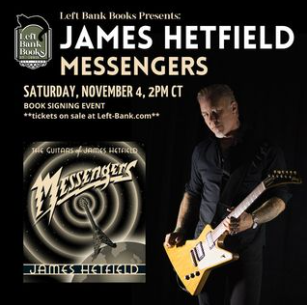 Left Bank Books Presents:
Left
Bank
Books
JAMES HETFIELD
MESSENGERS
SATURDAY, NOVEMBER 4, 2PM CT
BOOK SIGNING EVENT
**tickets on sale at Left-Bank.com**
THE GUITARS of JAMES HETFIELD
MESSENGERS
JAMES HETFIELD